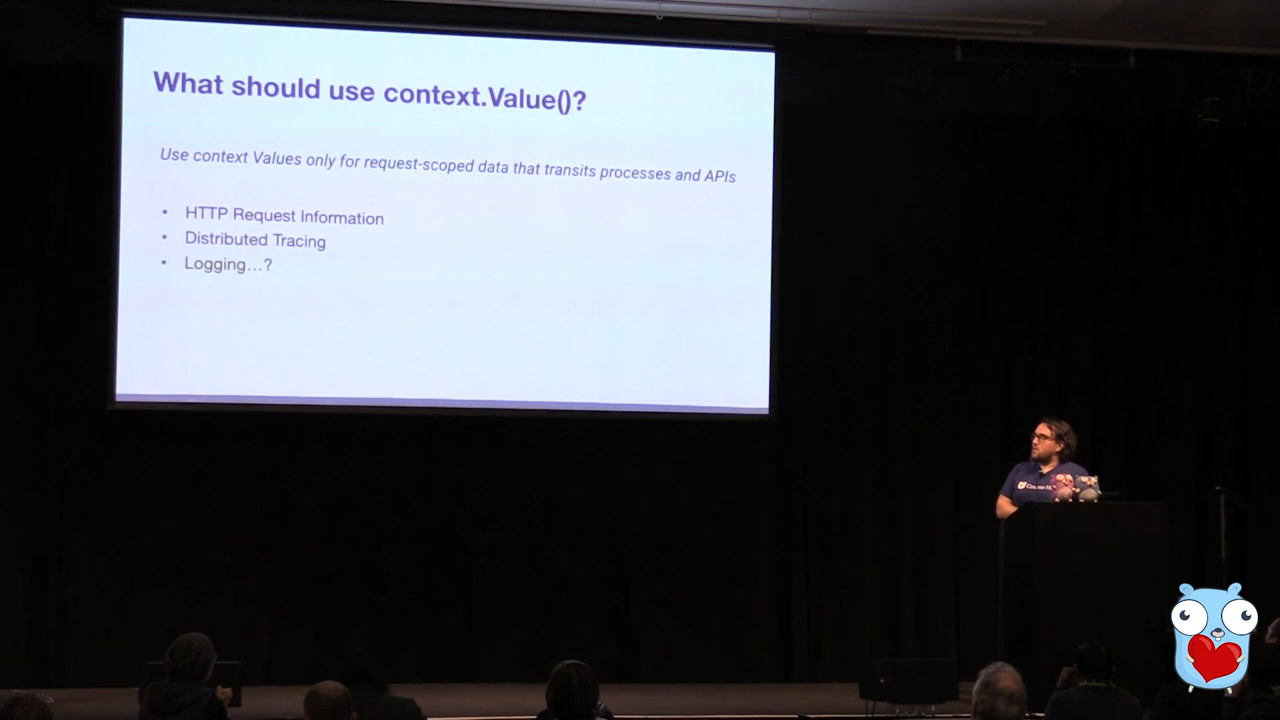 What should use context.Value()?
Use context Values only for request-scoped data that transits processes and APIs
• HTTP Request Information
• Distributed Tracing
• Logging…?